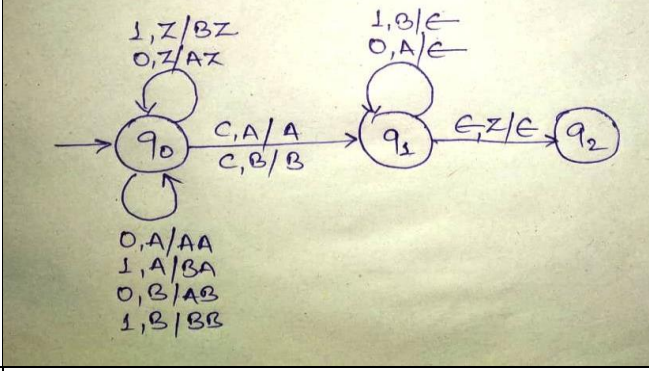 1,Z/BZ
0,Z/AZ
1,B/ϵ
0,A/ϵ
q0
C,A/A
C,B/B
q1
ϵ,Z/ϵ
q2
0,A/AA
1,A/BA
0,B/AB
1,B/BB